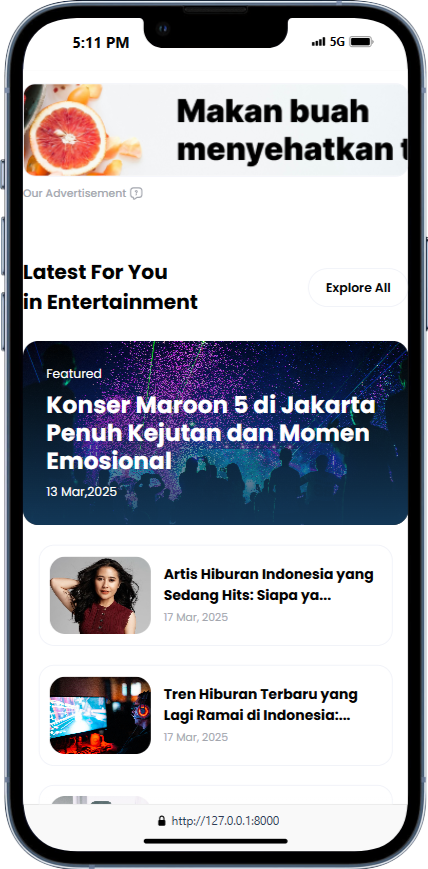 5:11 PM
5G
Makan buah
menyehatkan t
Our Advertisement
Latest For You
in Entertainment
Explore All
Featured
Konser Maroon 5 di Jakarta
Penuh Kejutan dan Momen
Emosional
13 Mar,2025
Artis Hiburan Indonesia yang
Sedang Hits: Siapa ya...
17 Mar, 2025
Tren Hiburan Terbaru yang
Lagi Ramai di Indonesia:...
17 Mar, 2025
http://127.0.0.1:8000